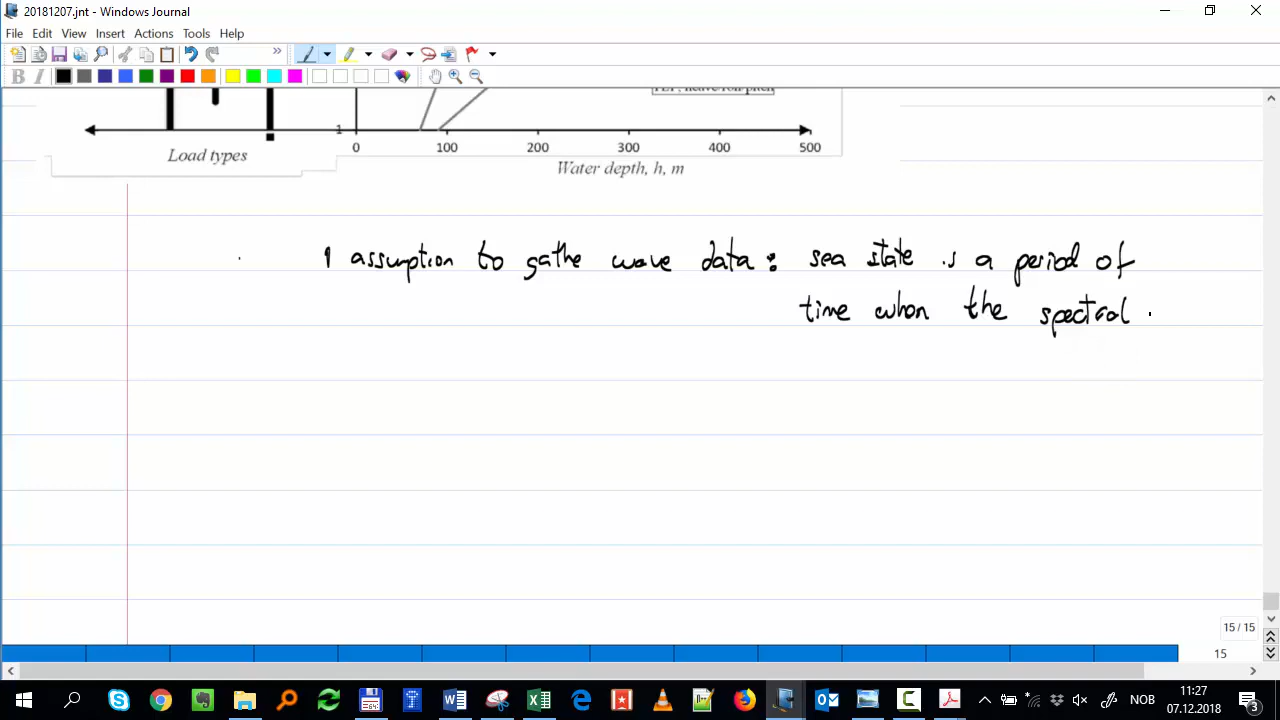 20181207.jnt - Windows Journal
File Edit View Insert Actions Tools Help
B I
1
0 100 200 300 400 500
Load types
Water depth, h, m
1 assumption to gathe wave data: sea state is a period of
time when the spectral
15 / 15
15
NOB
11:27
07.12.2018
3